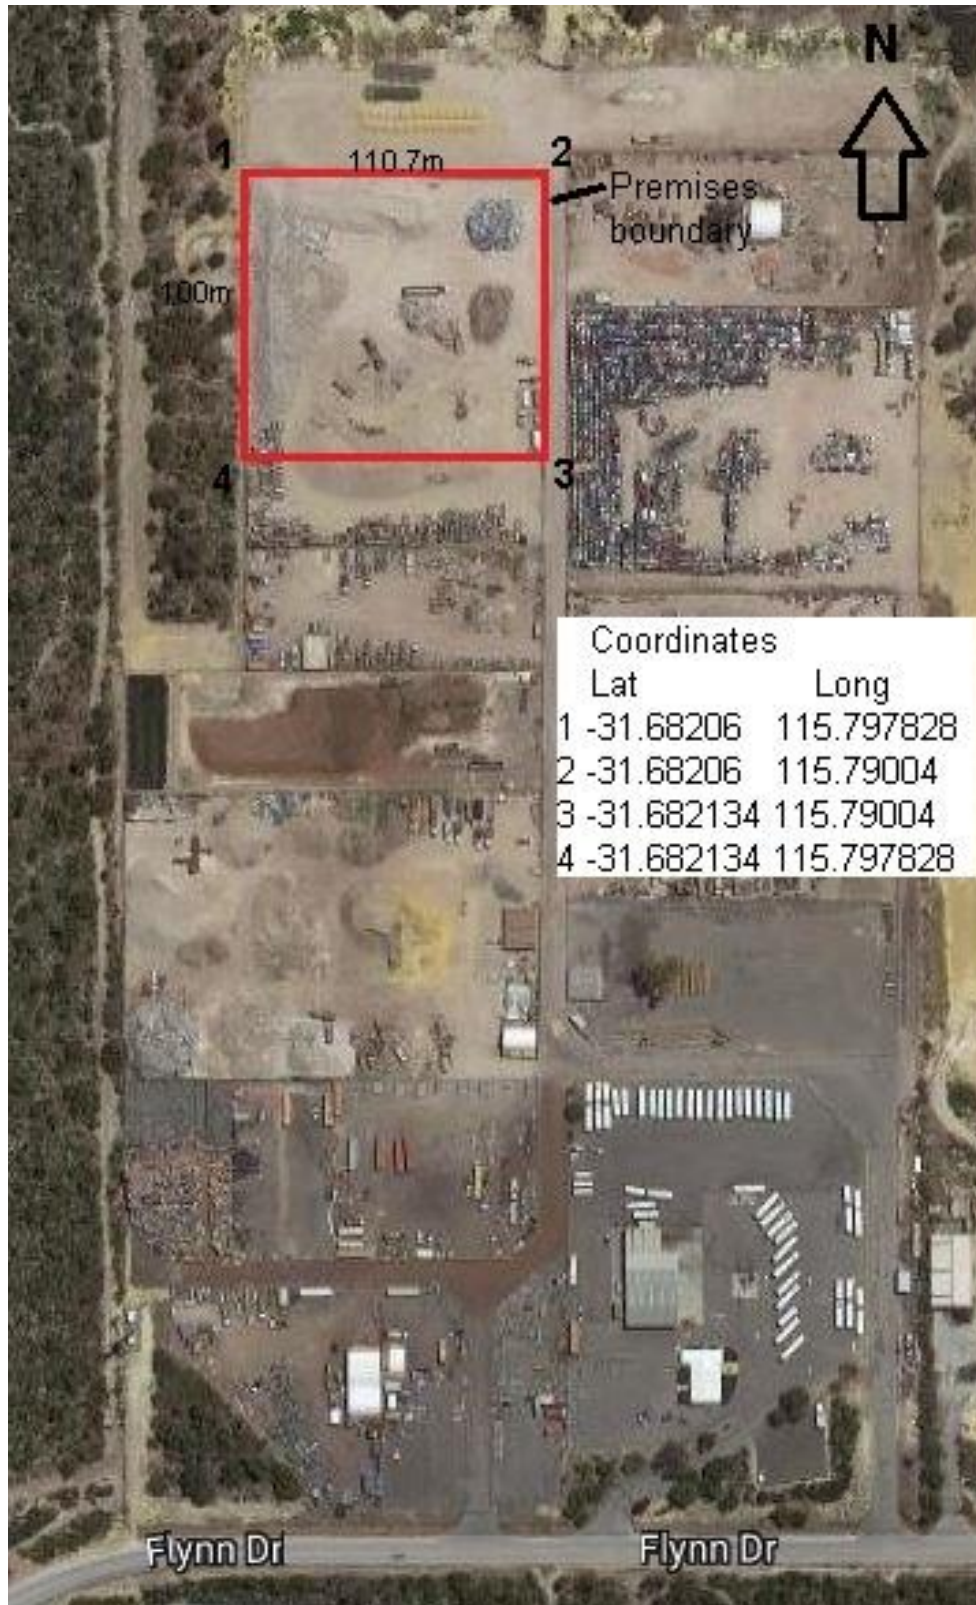 N
1
2
110.7m
Premises
boundary
100m
4
3
Coordinates
Lat Long
1 -31.68206 115.797828
2 -31.68206 115.79004
3 -31.682134 115.79004
4 -31.682134 115.797828
Flynn Dr Flynn Dr